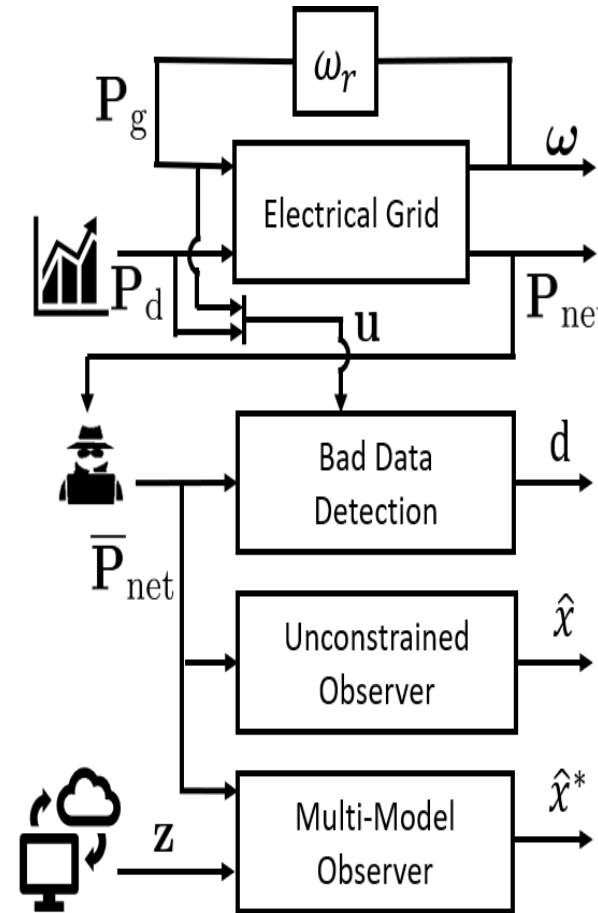 ω_r
P_g
ω
Electrical Grid
P_d
P_ne
u
Bad Data
Detection
d
P̅_net
Unconstrained
Observer
x̂
Multi-Model
Observer
x̂*
z